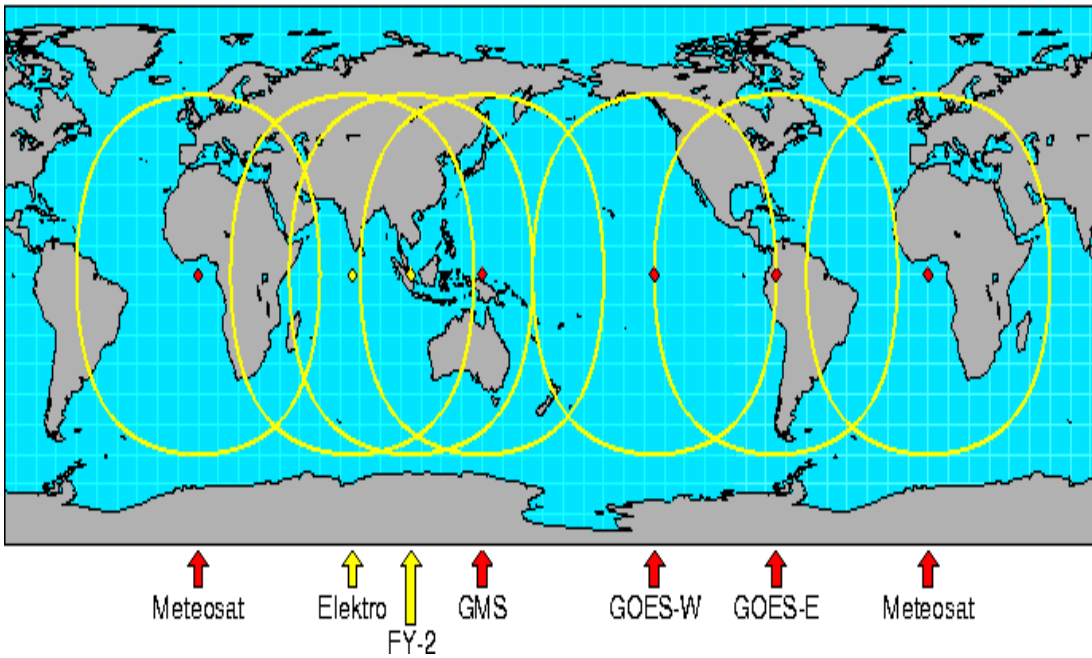 Meteosat
Elektro
FY-2
GMS
GOES-W
GOES-E
Meteosat